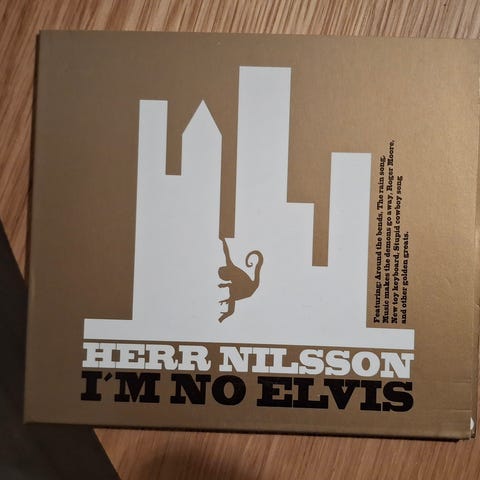 Featuring: Around the bends, The rain song,
Music makes the demons go away, Roger Moore,
New toy keyboard, Stupid cowboy song
and other golden greats.
HERR NILSSON
I'M NO ELVIS